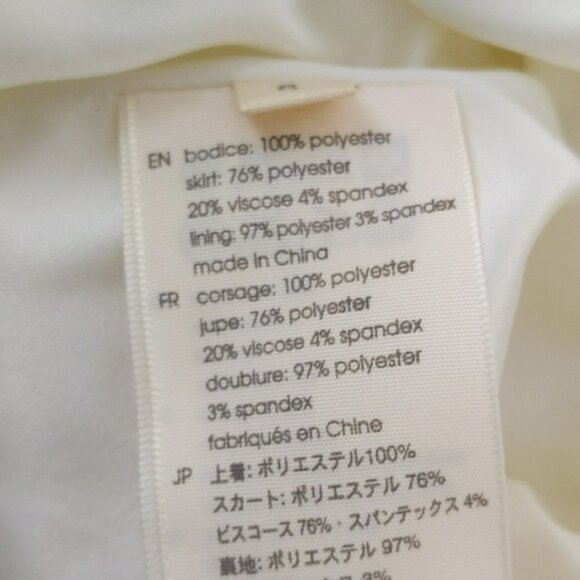 EN bodice: 100% polyester
skirt: 76% polyester
20% viscose 4% spandex
lining: 97% polyester 3% spandex
made in China
FR corsage: 100% polyester
jupe: 76% polyester
20% viscose 4% spandex
doublure: 97% polyester
3% spandex
fabriqués en Chine
JP 上着: ポリエステル100%
スカート: ポリエステル 76%
ビスコース76%・スパンテックス 4%
裏地: ポリエステル 97%
3%